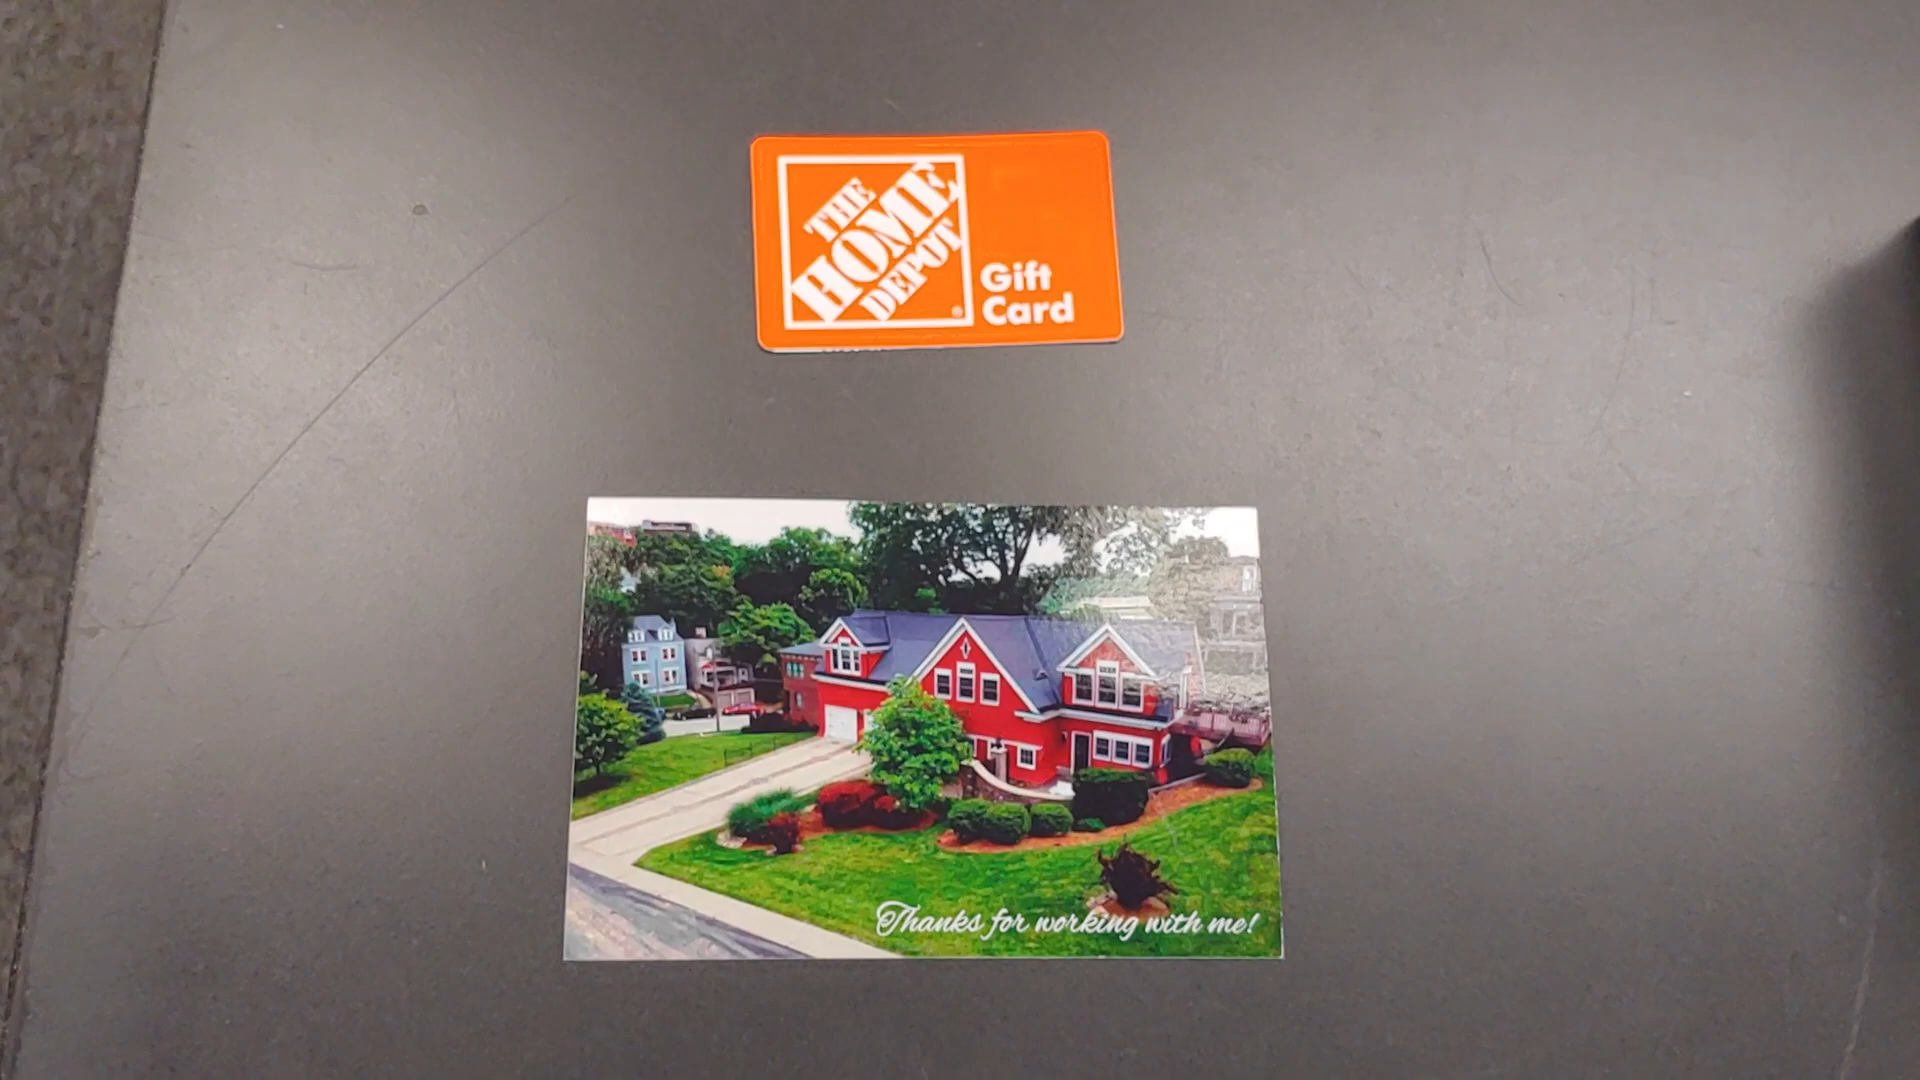 THE
HOME
DEPOT
Gift
Card
Thanks for working with me!